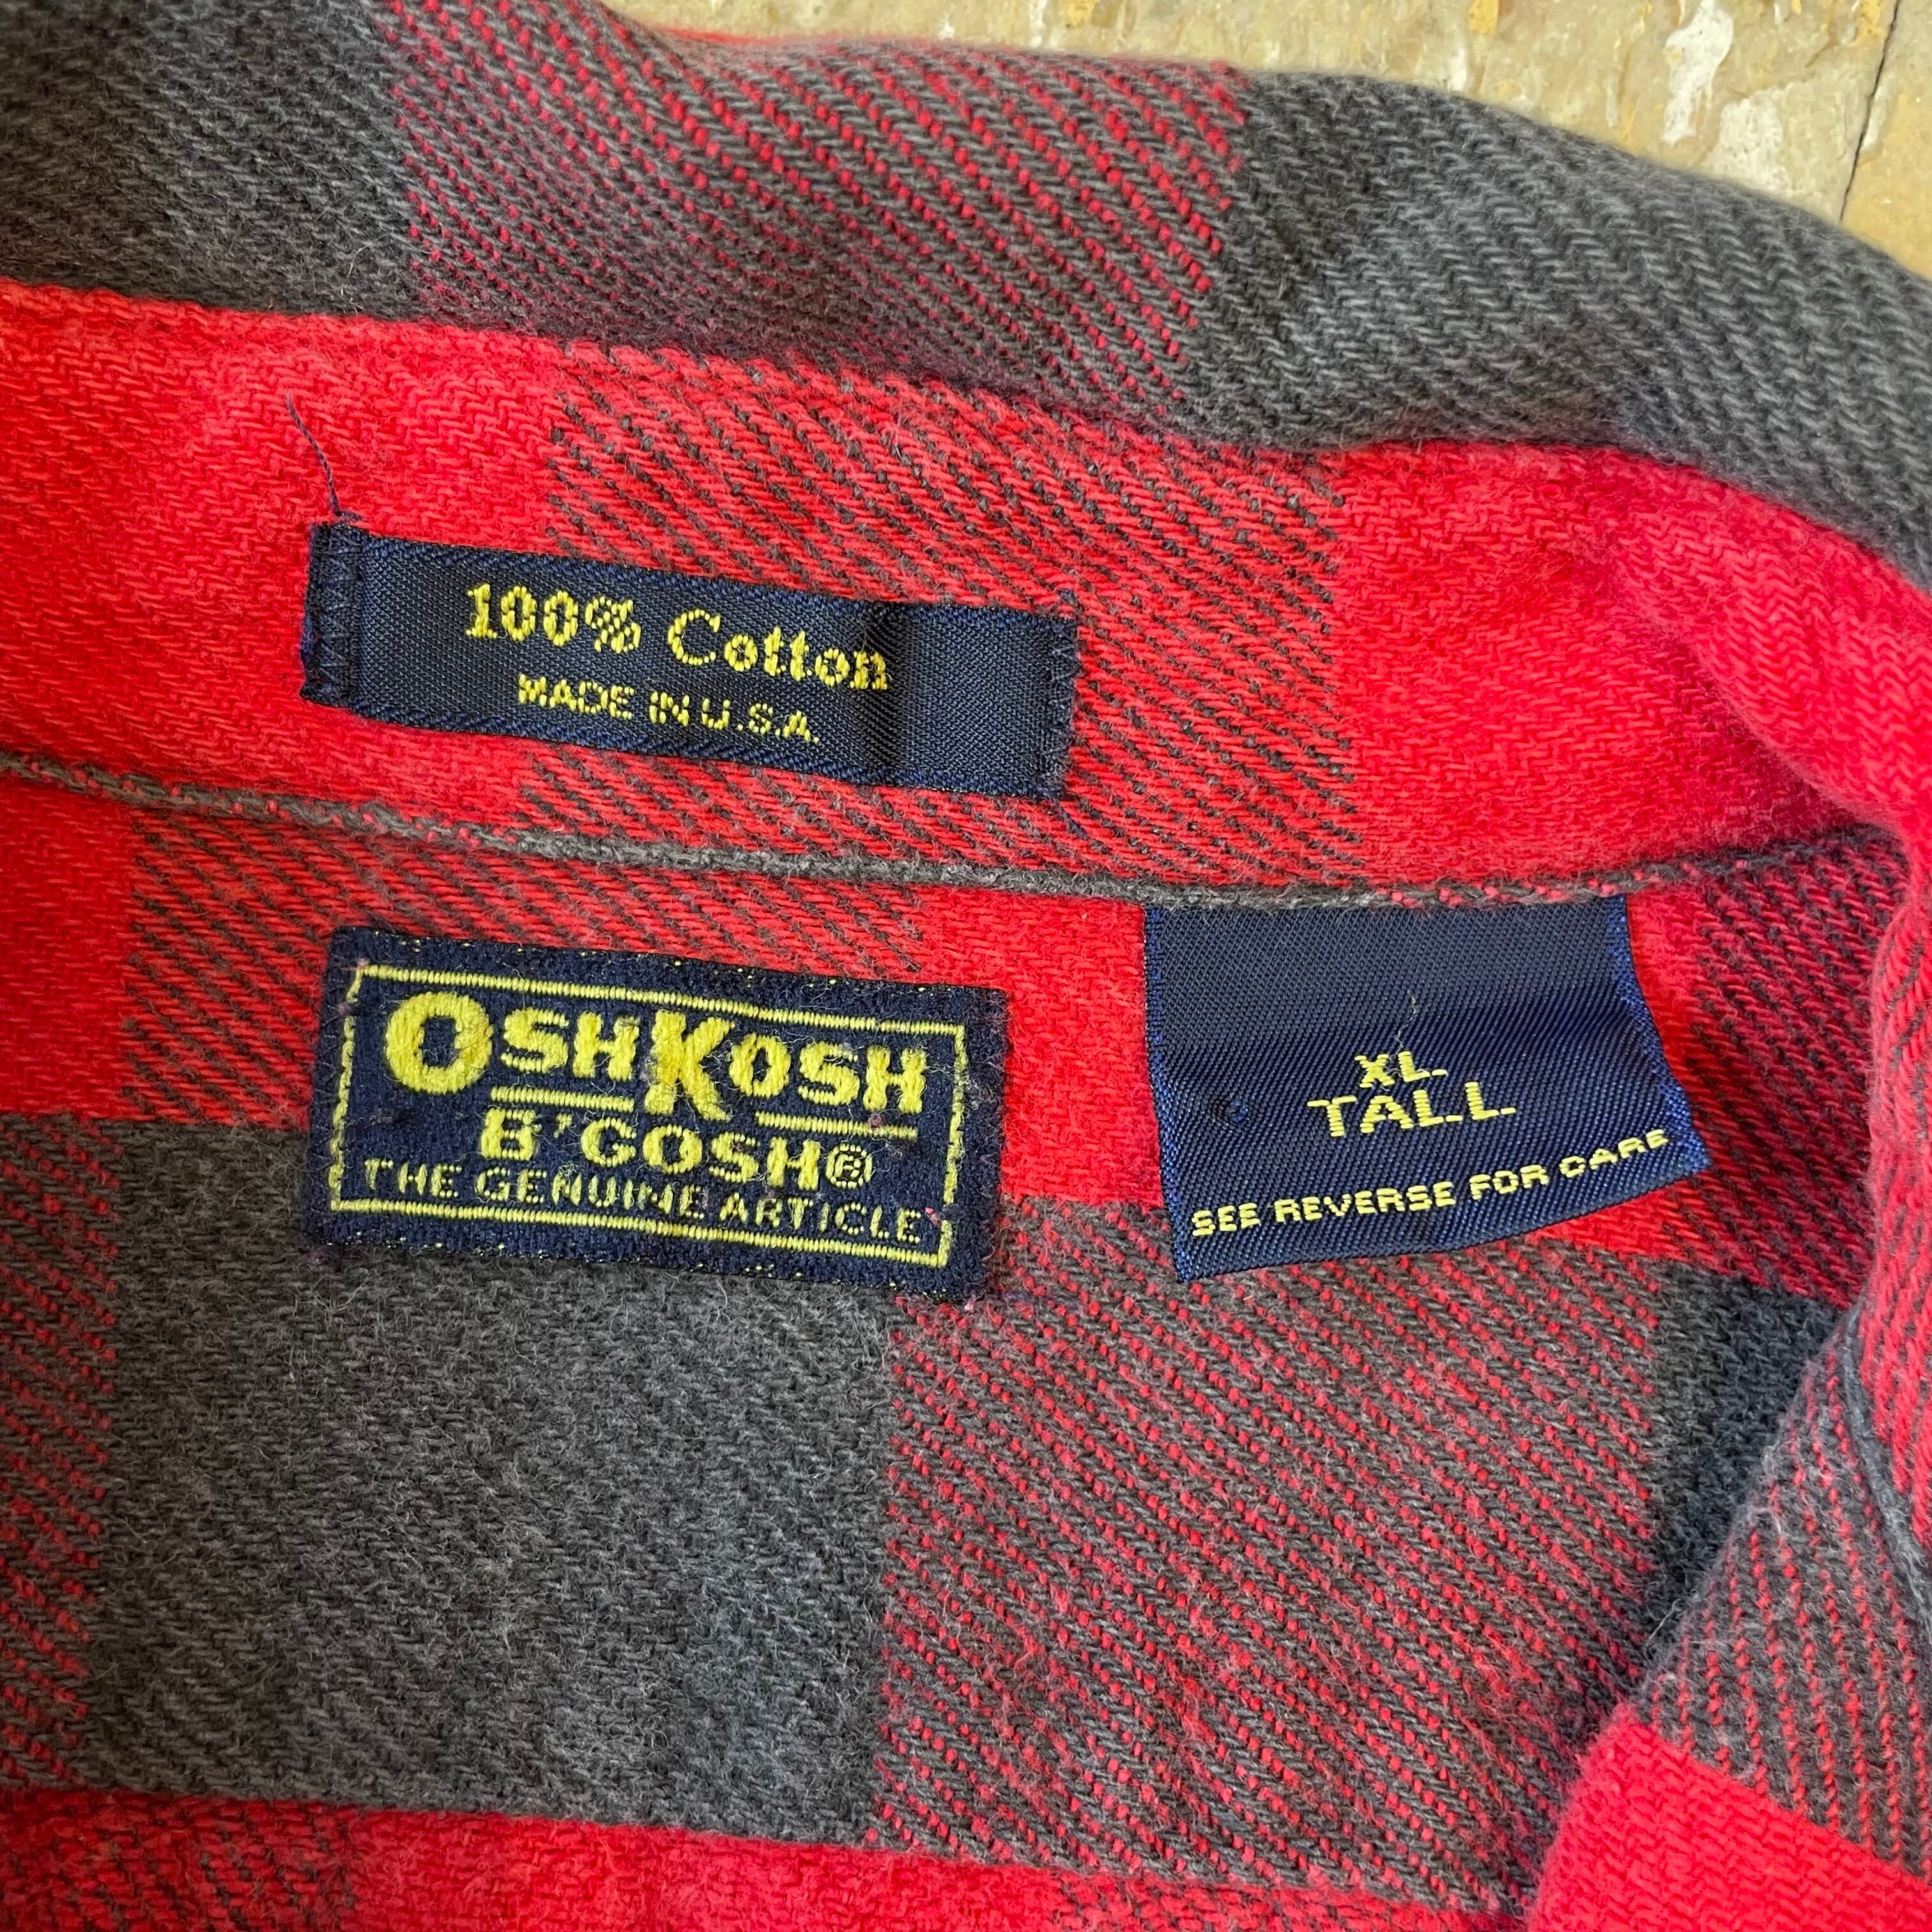 100% Cotton
MADE IN U.S.A.
OSHKOSH
B'GOSH®
THE GENUINE ARTICLE
XL.
TALL
SEE REVERSE FOR CARE